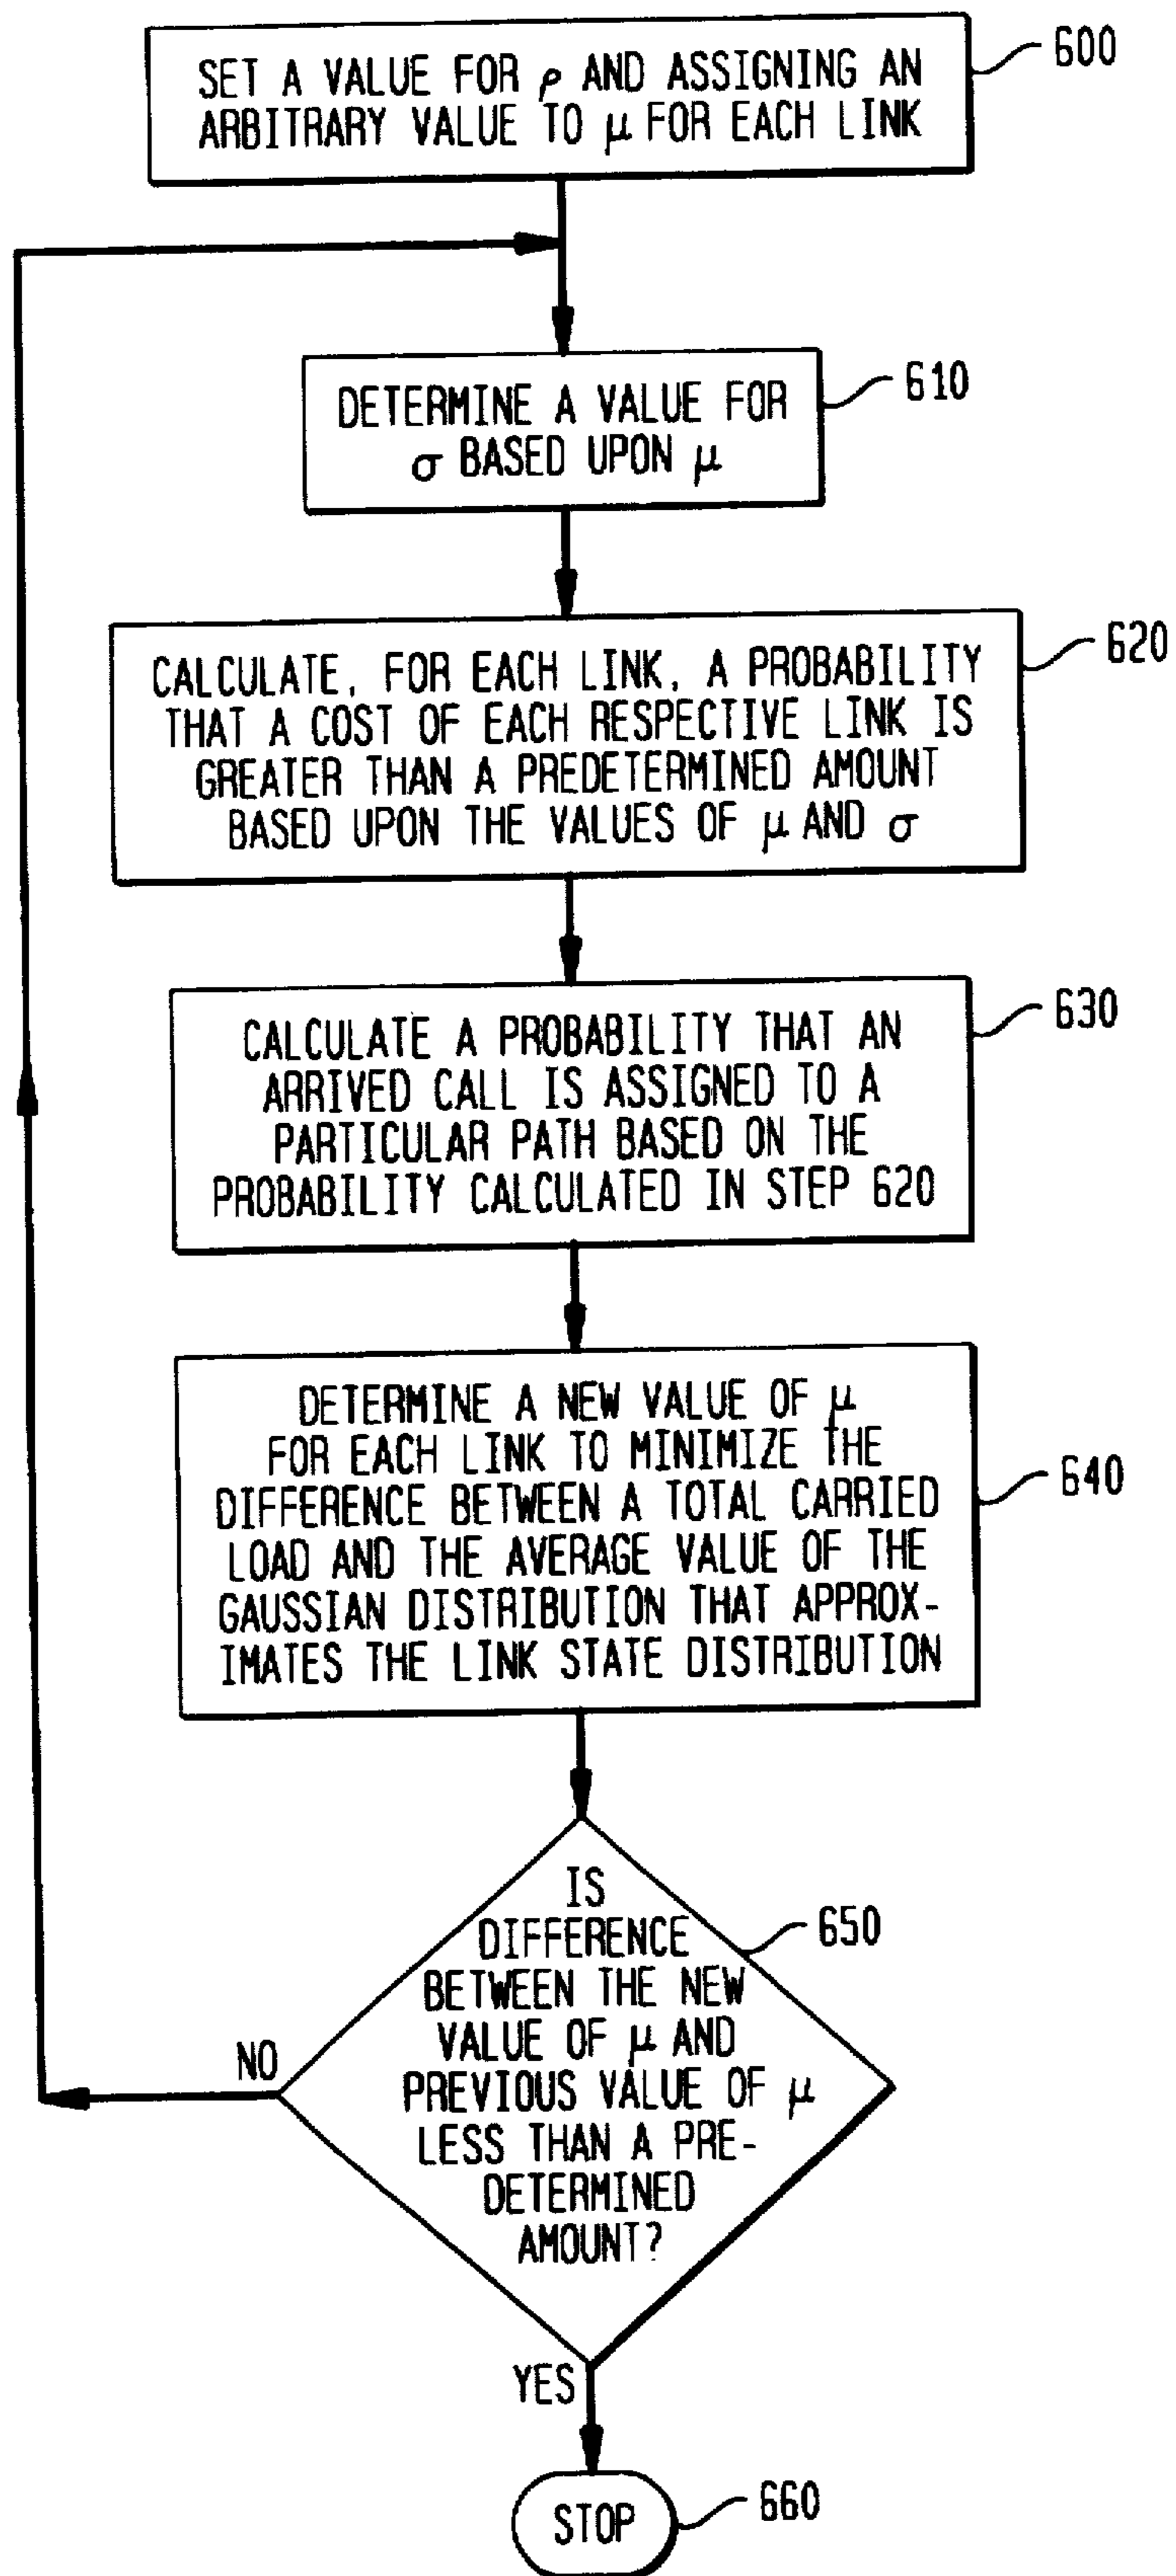 SET A VALUE FOR ρ AND ASSIGNING AN
ARBITRARY VALUE TO μ FOR EACH LINK
600
DETERMINE A VALUE FOR
σ BASED UPON μ
610
CALCULATE, FOR EACH LINK, A PROBABILITY
THAT A COST OF EACH RESPECTIVE LINK IS
GREATER THAN A PREDETERMINED AMOUNT
BASED UPON THE VALUES OF μ AND σ
620
CALCULATE A PROBABILITY THAT AN
ARRIVED CALL IS ASSIGNED TO A
PARTICULAR PATH BASED ON THE
PROBABILITY CALCULATED IN STEP 620
630
DETERMINE A NEW VALUE OF μ
FOR EACH LINK TO MINIMIZE THE
DIFFERENCE BETWEEN A TOTAL CARRIED
LOAD AND THE AVERAGE VALUE OF THE
GAUSSIAN DISTRIBUTION THAT APPROX-
IMATES THE LINK STATE DISTRIBUTION
640
IS
DIFFERENCE
BETWEEN THE NEW
VALUE OF μ AND
PREVIOUS VALUE OF μ
LESS THAN A PRE-
DETERMINED
AMOUNT?
650
NO
YES
STOP
660